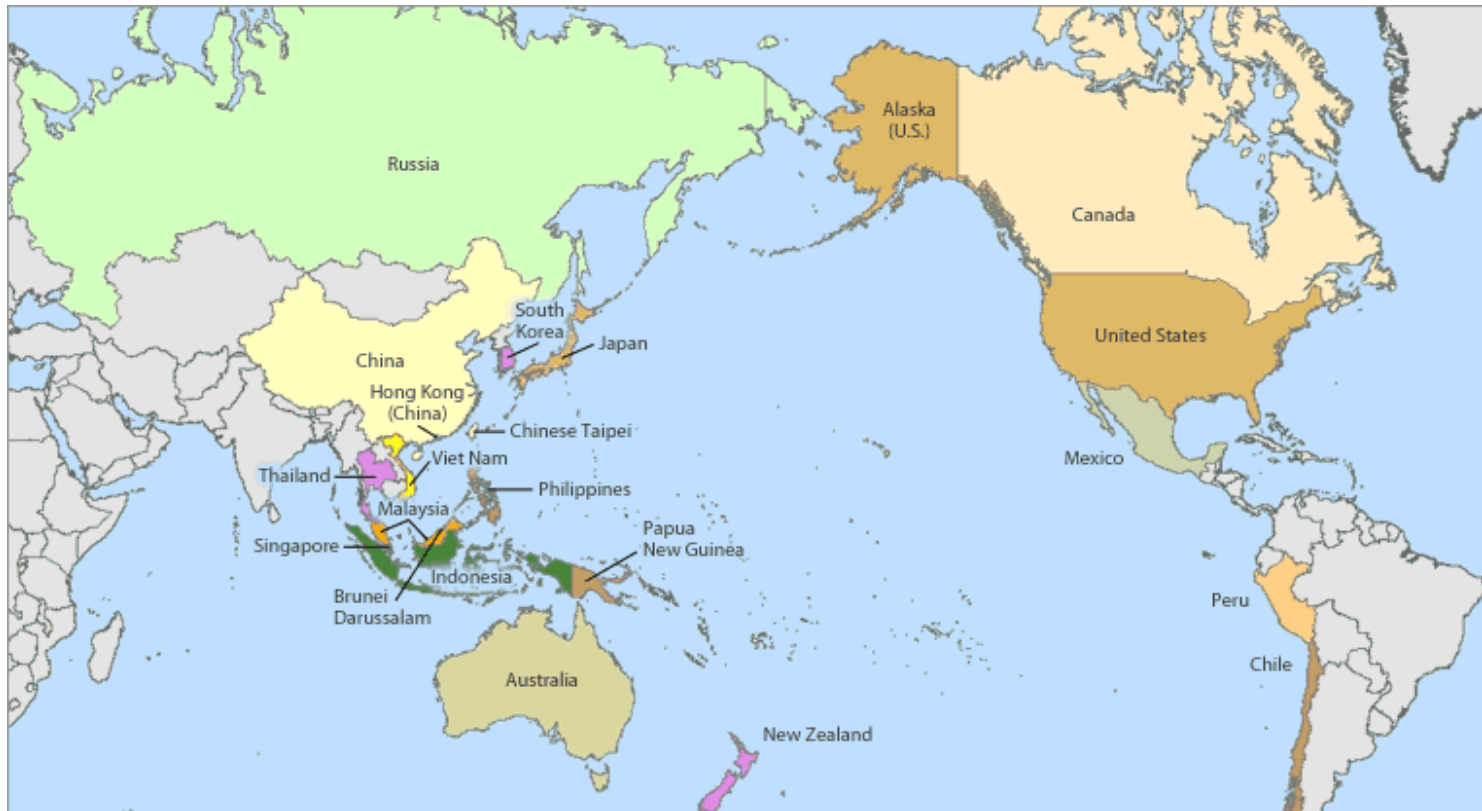 Alaska
(U.S.)
Russia
Canada
South
Korea
United States
Japan
China
Hong Kong
(China)
Chinese Taipei
Viet Nam
Mexico
Thailand
Philippines
Malaysia
Papua
New Guinea
Singapore
Indonesia
Brunei
Darussalam
Peru
Chile
Australia
New Zealand